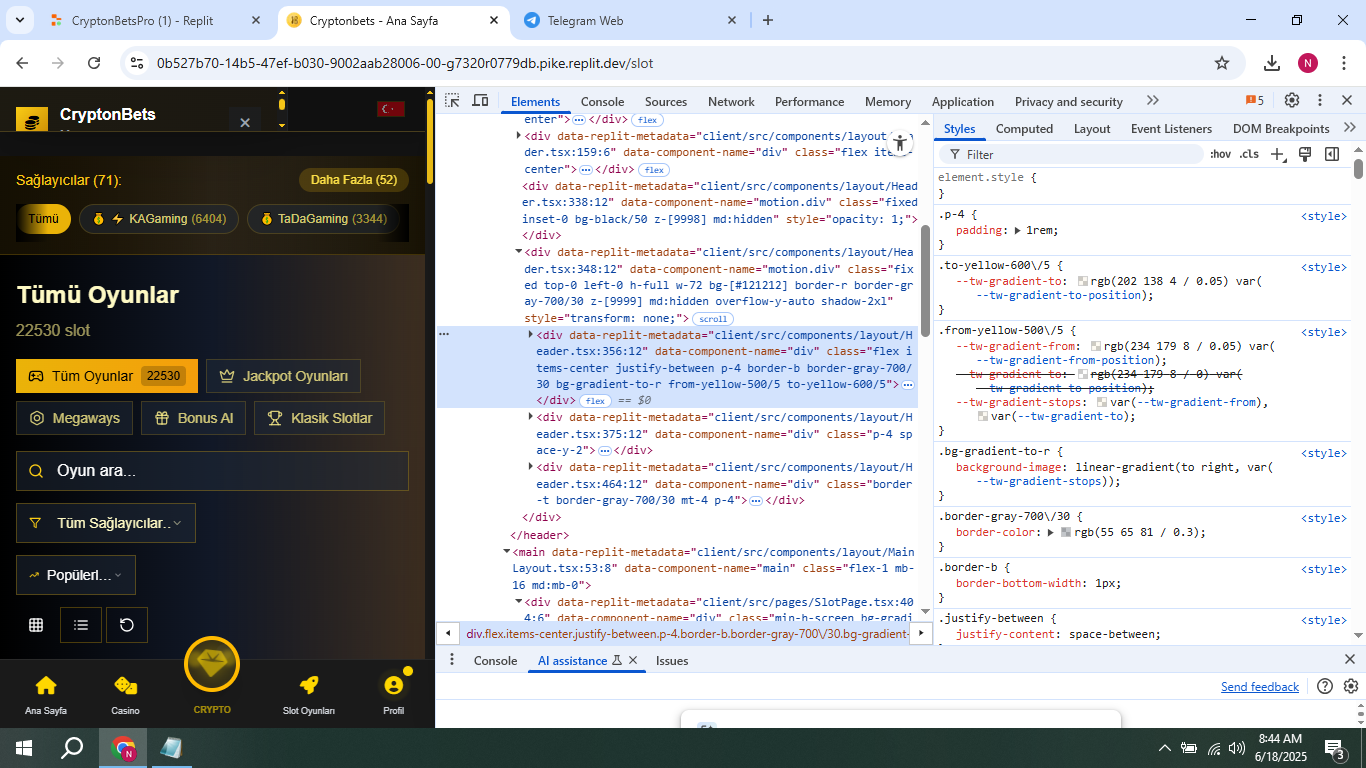 CryptonBetsPro (1) - Replit
Cryptonbets - Ana Sayfa
Telegram Web
0b527b70-14b5-47ef-b030-9002aab28006-00-g7320r0779db.pike.replit.dev/slot
N
CryptonBets
Sağlayıcılar (71):
Daha Fazla (52)
Tümü
KAGaming (6404)
TaDaGaming (3344)
Tümü Oyunlar
22530 slot
Tüm Oyunlar 22530
Jackpot Oyunları
Megaways
Bonus Al
Klasik Slotlar
Oyun ara...
Tüm Sağlayıcılar..
Popülerl...
Ana Sayfa
Casino
CRYPTO
Slot Oyunları
Profil
Elements
Console
Sources
Network
Performance
Memory
Application
Privacy and security
5
enter">
</div>
flex
<div data-replit-metadata="client/src/components/layout/
der.tsx:159:6" data-component-name="div" class="flex item
center">
</div>
flex
<div data-replit-metadata="client/src/components/layout/Head
er.tsx:338:12" data-component-name="motion.div" class="fixed
inset-0 bg-black/50 z-[9998] md:hidden" style="opacity: 1;">
</div>
<div data-replit-metadata="client/src/components/layout/Hea
der.tsx:348:12" data-component-name="motion.div" class="fix
ed top-0 left-0 h-full w-72 bg-[#121212] border-r border-gr
ay-700/30 z-[9999] md:hidden overflow-y-auto shadow-2xl"
style="transform: none;">
scroll
<div data-replit-metadata="client/src/components/layout/H
eader.tsx:356:12" data-component-name="div" class="flex i
tems-center justify-between p-4 border-b border-gray-700/
30 bg-gradient-to-r from-yellow-500/5 to-yellow-600/5">
</div>
flex
== $0
<div data-replit-metadata="client/src/components/layout/H
eader.tsx:375:12" data-component-name="div" class="p-4 sp
ace-y-2">
</div>
<div data-replit-metadata="client/src/components/layout/H
eader.tsx:464:12" data-component-name="div" class="border
-t border-gray-700/30 mt-4 p-4">
</div>
</div>
</header>
<main data-replit-metadata="client/src/components/layout/Main
Layout.tsx:53:8" data-component-name="main" class="flex-1 mb-
16 md:mb-0">
<div data-replit-metadata="client/src/pages/SlotPage.tsx:40
4:6" data-component-name="div" class="min-h-screen bg-gradi
div.flex.items-center.justify-between.p-4.border-b.border-gray-700\/30.bg-gradient-
Styles
Computed
Layout
Event Listeners
DOM Breakpoints
Filter
:hov
.cls
element.style {
}
.p-4 {
<style>
padding: 1rem;
}
.to-yellow-600\/5 {
<style>
--tw-gradient-to: rgb(202 138 4 / 0.05) var(
--tw-gradient-to-position);
}
.from-yellow-500\/5 {
<style>
--tw-gradient-from: rgb(234 179 8 / 0.05) var(
--tw-gradient-from-position);
--tw-gradient-to: rgb(234 179 8 / 0) var(
--tw-gradient-to-position);
--tw-gradient-stops: var(--tw-gradient-from),
var(--tw-gradient-to);
}
.bg-gradient-to-r {
<style>
background-image: linear-gradient(to right, var(
--tw-gradient-stops));
}
.border-gray-700\/30 {
<style>
border-color: rgb(55 65 81 / 0.3);
}
.border-b {
<style>
border-bottom-width: 1px;
}
.justify-between {
<style>
justify-content: space-between;
Console
AI assistance
Issues
Send feedback
8:44 AM
6/18/2025
3